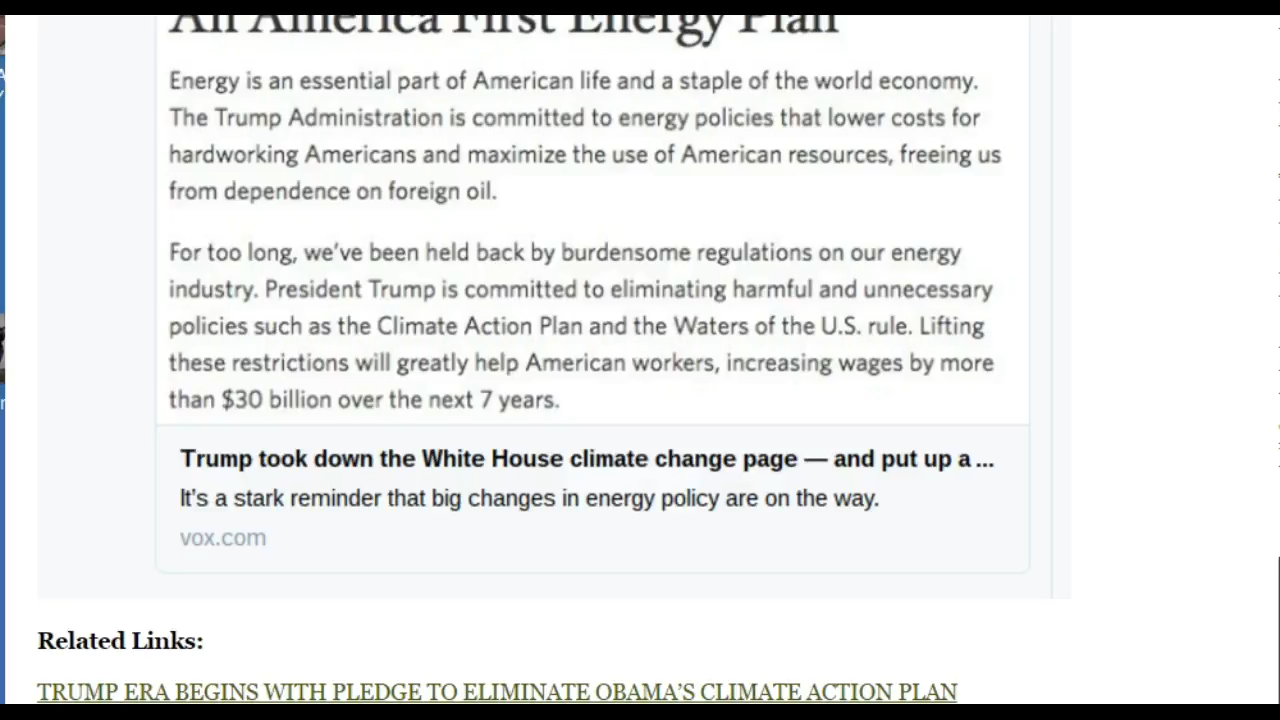 An America First Energy Plan
Energy is an essential part of American life and a staple of the world economy.
The Trump Administration is committed to energy policies that lower costs for
hardworking Americans and maximize the use of American resources, freeing us
from dependence on foreign oil.
For too long, we've been held back by burdensome regulations on our energy
industry. President Trump is committed to eliminating harmful and unnecessary
policies such as the Climate Action Plan and the Waters of the U.S. rule. Lifting
these restrictions will greatly help American workers, increasing wages by more
than $30 billion over the next 7 years.
Trump took down the White House climate change page — and put up a ...
It's a stark reminder that big changes in energy policy are on the way.
vox.com
Related Links:
TRUMP ERA BEGINS WITH PLEDGE TO ELIMINATE OBAMA'S CLIMATE ACTION PLAN